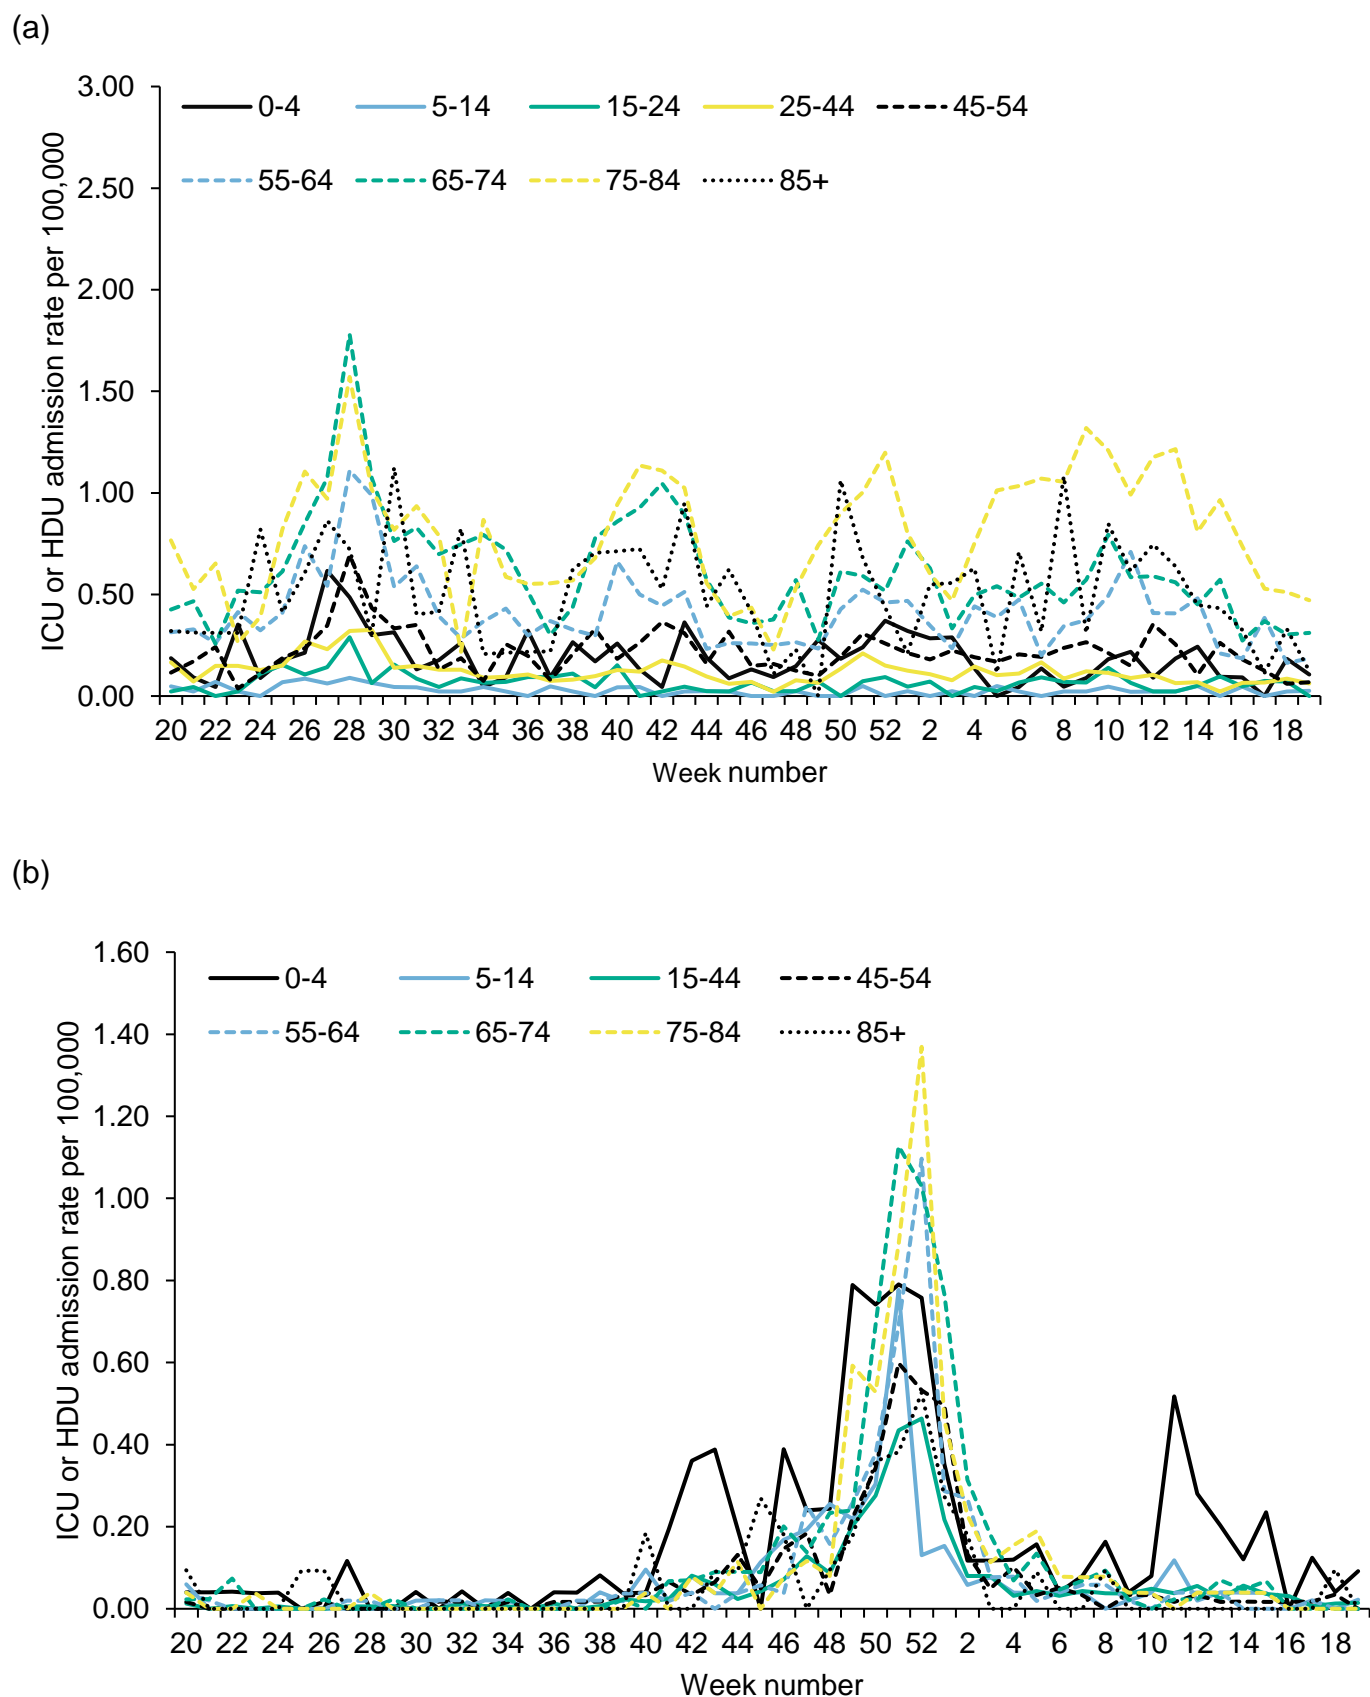 (a)
3.00
2.50
2.00
1.50
1.00
0.50
0.00
ICU or HDU admission rate per 100,000
0-4 5-14 15-24 25-44 45-54
55-64 65-74 75-84 85+
20 22 24 26 28 30 32 34 36 38 40 42 44 46 48 50 52 2 4 6 8 10 12 14 16 18
Week number
(b)
1.60
1.40
1.20
1.00
0.80
0.60
0.40
0.20
0.00
ICU or HDU admission rate per 100,000
0-4 5-14 15-44 45-54
55-64 65-74 75-84 85+
20 22 24 26 28 30 32 34 36 38 40 42 44 46 48 50 52 2 4 6 8 10 12 14 16 18
Week number